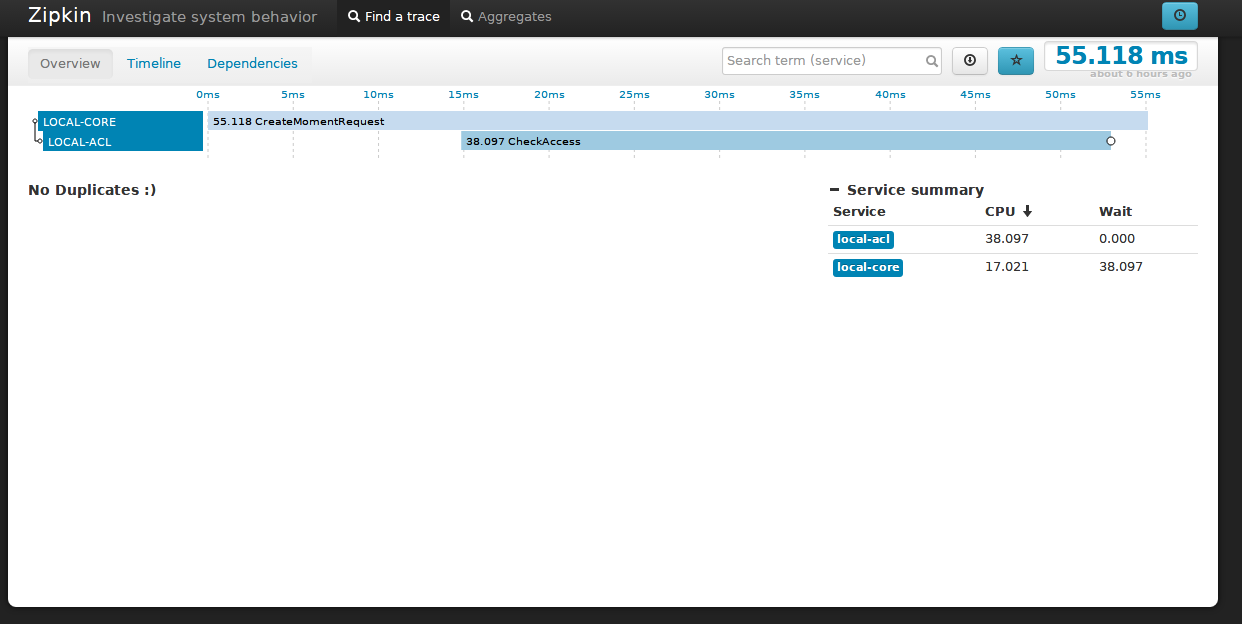 Zipkin Investigate system behavior Find a trace Aggregates
Overview Timeline Dependencies Search term (service) 55.118 ms
about 6 hours ago
0ms 5ms 10ms 15ms 20ms 25ms 30ms 35ms 40ms 45ms 50ms 55ms
LOCAL-CORE 55.118 CreateMomentRequest
LOCAL-ACL 38.097 CheckAccess
No Duplicates :) Service summary
Service CPU Wait
local-acl 38.097 0.000
local-core 17.021 38.097